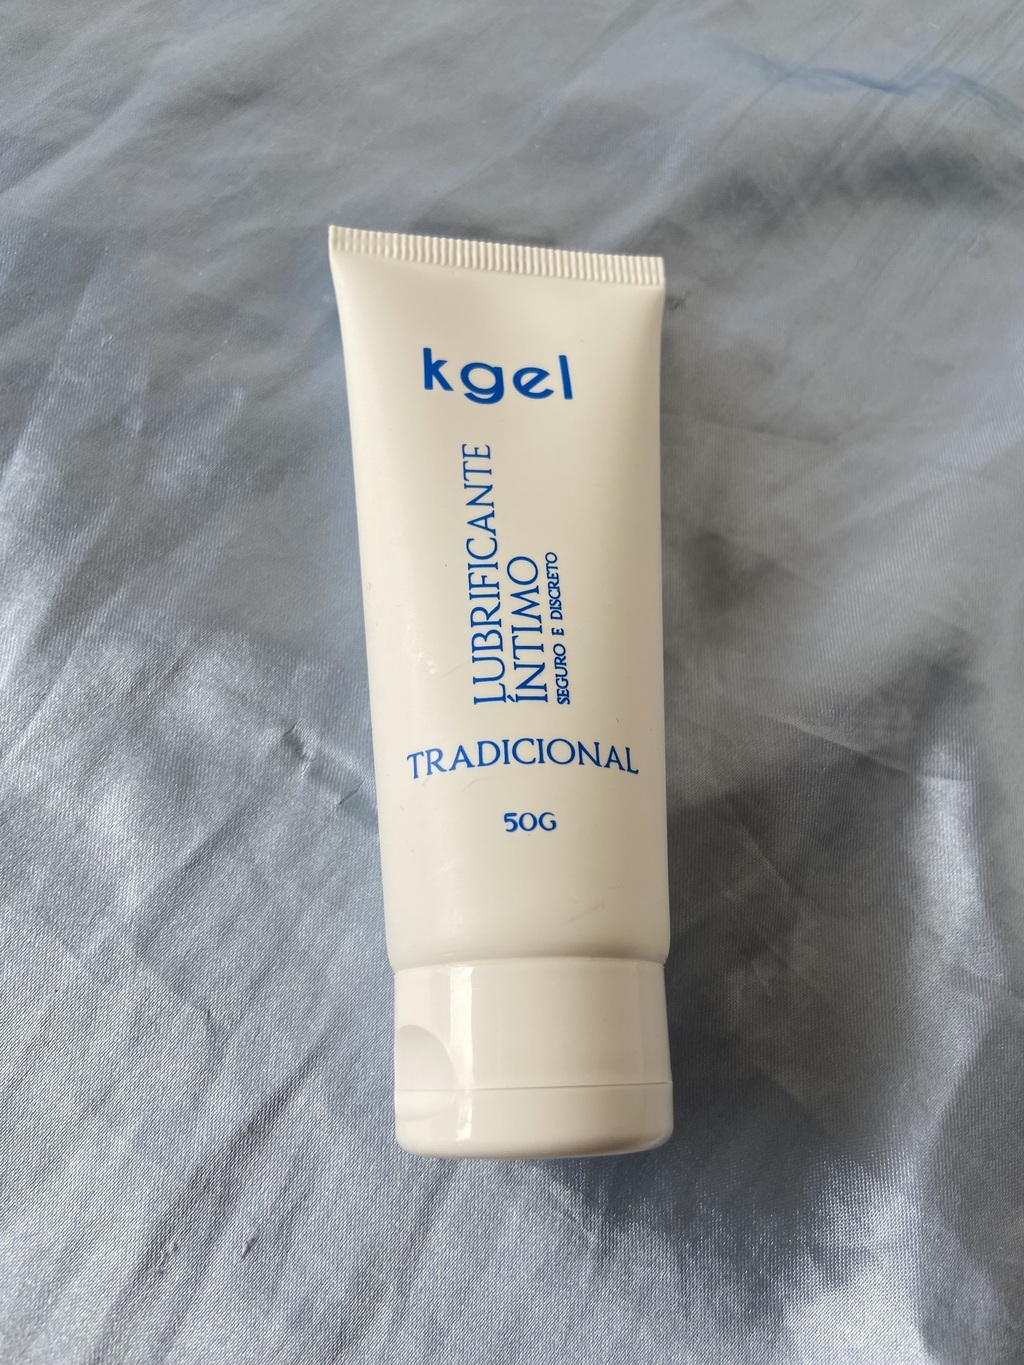 kgel
LUBRIFICANTE
ÍNTIMO
SEGURO E DISCRETO
TRADICIONAL
50G